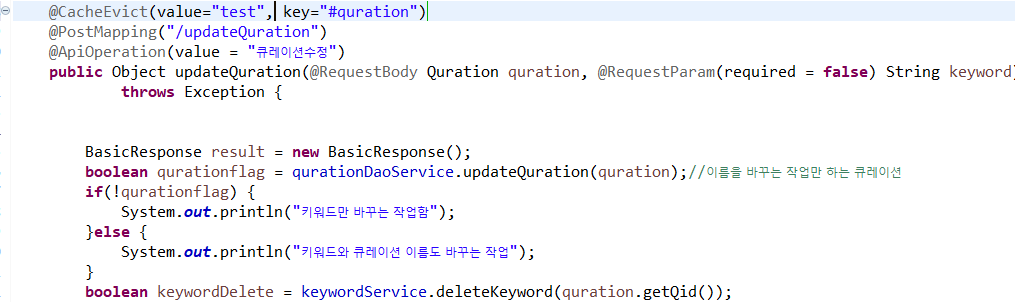 @CacheEvict(value="test", key="#quration")
@PostMapping("/updateQuration")
@ApiOperation(value = "큐레이션수정")
public Object updateQuration(@RequestBody Quration quration, @RequestParam(required = false) String keyword)
throws Exception {
BasicResponse result = new BasicResponse();
boolean qurationflag = qurationDaoService.updateQuration(quration);//이름을 바꾸는 작업만 하는 큐레이션
if(!qurationflag) {
System.out.println("키워드만 바꾸는 작업함");
}else {
System.out.println("키워드와 큐레이션 이름도 바꾸는 작업");
}
boolean keywordDelete = keywordService.deleteKeyword(quration.getQid());